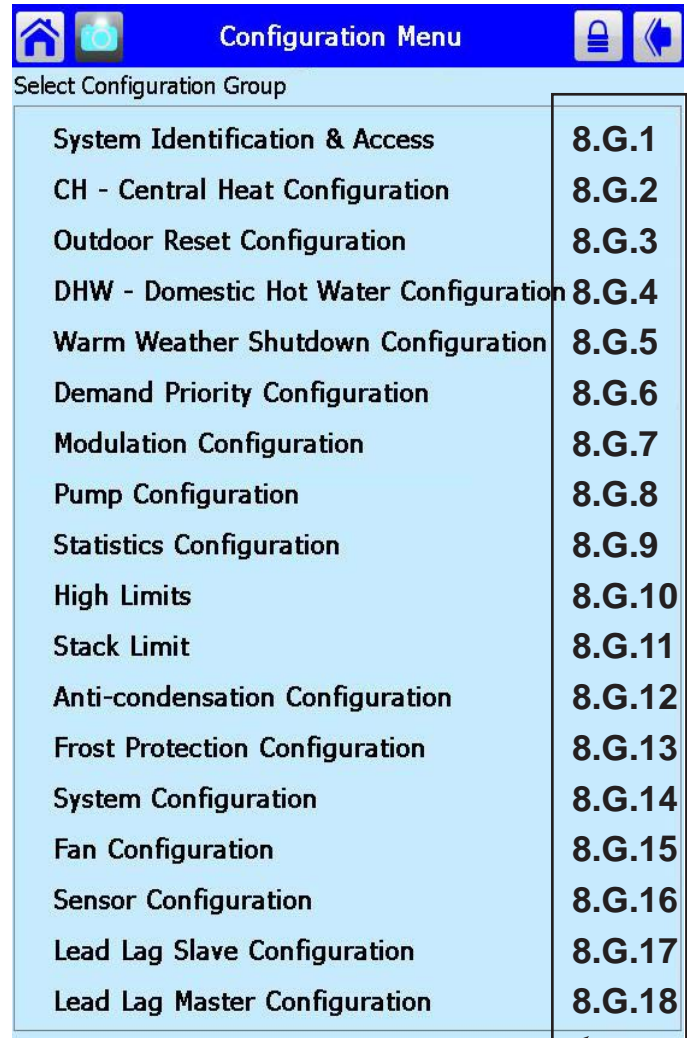 Configuration Menu
Select Configuration Group
System Identification & Access 8.G.1
CH - Central Heat Configuration 8.G.2
Outdoor Reset Configuration 8.G.3
DHW - Domestic Hot Water Configuration 8.G.4
Warm Weather Shutdown Configuration 8.G.5
Demand Priority Configuration 8.G.6
Modulation Configuration 8.G.7
Pump Configuration 8.G.8
Statistics Configuration 8.G.9
High Limits 8.G.10
Stack Limit 8.G.11
Anti-condensation Configuration 8.G.12
Frost Protection Configuration 8.G.13
System Configuration 8.G.14
Fan Configuration 8.G.15
Sensor Configuration 8.G.16
Lead Lag Slave Configuration 8.G.17
Lead Lag Master Configuration 8.G.18